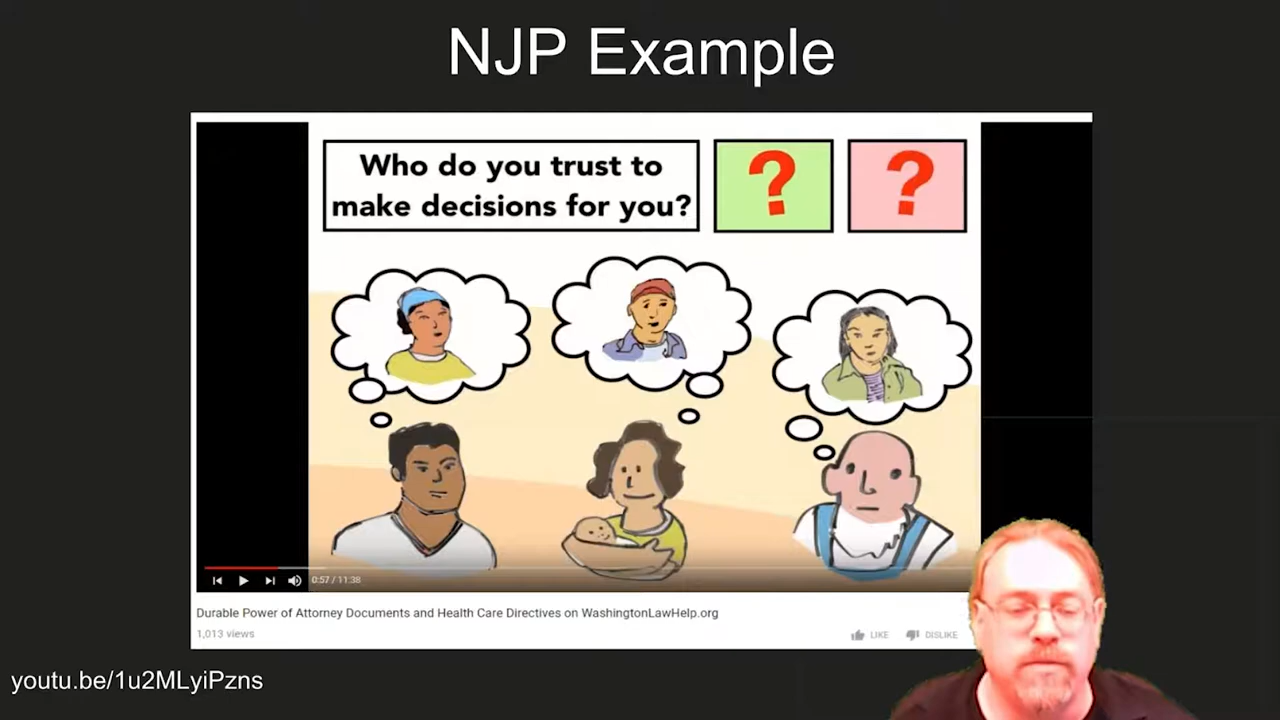 NJP Example
Who do you trust to
make decisions for you?
?
?
0:57 / 11:38
Durable Power of Attorney Documents and Health Care Directives on WashingtonLawHelp.org
1,013 views
LIKE
DISLIKE
youtu.be/1u2MLyiPzns